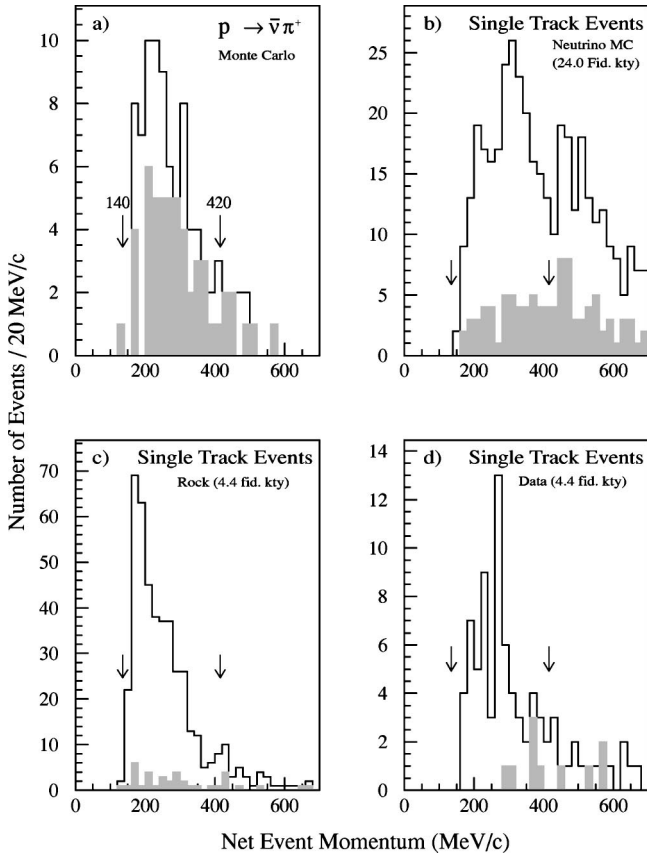 a)
p → ν̄ π⁺
Monte Carlo
140
420
10
8
6
4
2
0
0 200 400 600
b) Single Track Events
Neutrino MC
(24.0 Fid. kty)
25
20
15
10
5
0
0 200 400 600
c) Single Track Events
Rock (4.4 fid. kty)
70
60
50
40
30
20
10
0
0 200 400 600
d) Single Track Events
Data (4.4 fid. kty)
14
12
10
8
6
4
2
0
0 200 400 600
Number of Events / 20 MeV/c
Net Event Momentum (MeV/c)